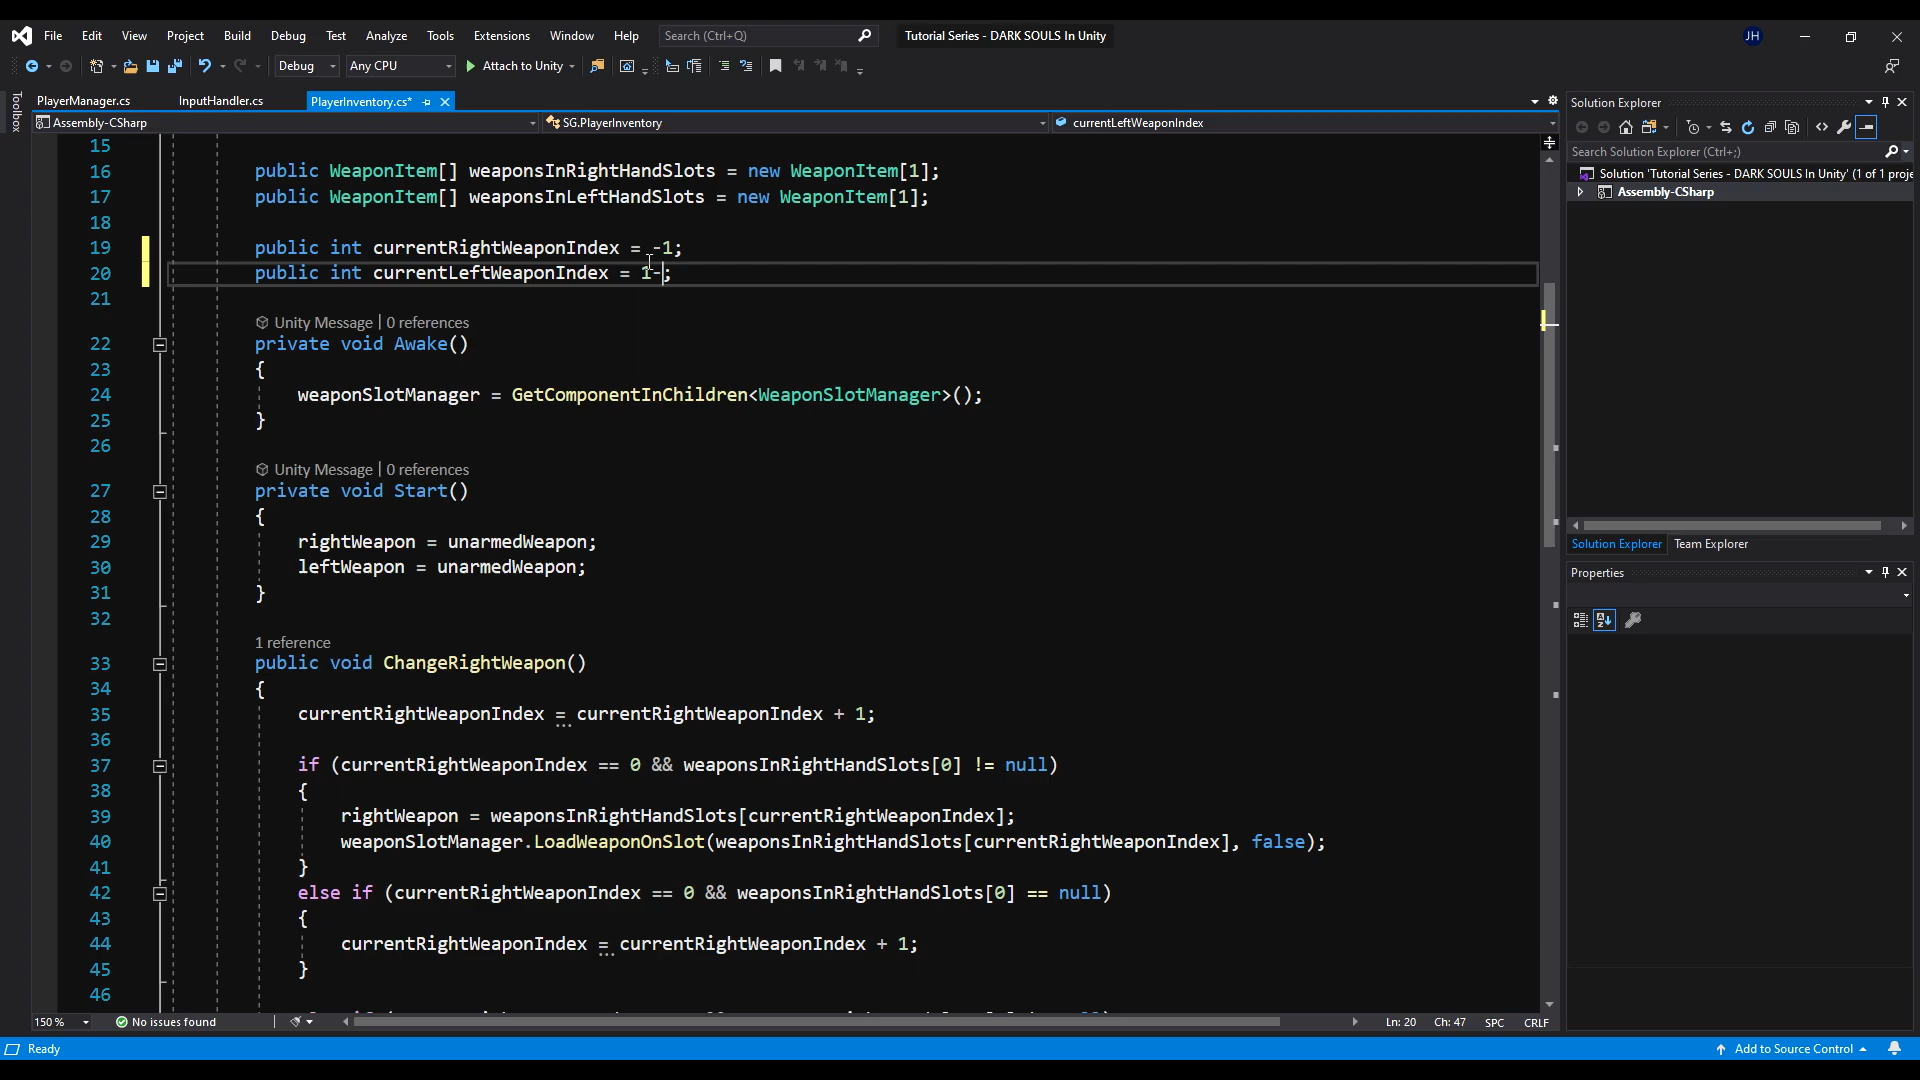 File Edit View Project Build Debug Test Analyze Tools Extensions Window Help Search (Ctrl+Q) Tutorial Series - DARK SOULS In Unity JH
Debug Any CPU Attach to Unity
Toolbox
PlayerManager.cs InputHandler.cs PlayerInventory.cs*
Assembly-CSharp SG.PlayerInventory currentLeftWeaponIndex
15
16 public WeaponItem[] weaponsInRightHandSlots = new WeaponItem[1];
17 public WeaponItem[] weaponsInLeftHandSlots = new WeaponItem[1];
18
19 public int currentRightWeaponIndex = -1;
20 public int currentLeftWeaponIndex = 1-;
21
Unity Message | 0 references
22 private void Awake()
23 {
24 weaponSlotManager = GetComponentInChildren<WeaponSlotManager>();
25 }
26
Unity Message | 0 references
27 private void Start()
28 {
29 rightWeapon = unarmedWeapon;
30 leftWeapon = unarmedWeapon;
31 }
32
1 reference
33 public void ChangeRightWeapon()
34 {
35 currentRightWeaponIndex = currentRightWeaponIndex + 1;
36
37 if (currentRightWeaponIndex == 0 && weaponsInRightHandSlots[0] != null)
38 {
39 rightWeapon = weaponsInRightHandSlots[currentRightWeaponIndex];
40 weaponSlotManager.LoadWeaponOnSlot(weaponsInRightHandSlots[currentRightWeaponIndex], false);
41 }
42 else if (currentRightWeaponIndex == 0 && weaponsInRightHandSlots[0] == null)
43 {
44 currentRightWeaponIndex = currentRightWeaponIndex + 1;
45 }
46
150 % No issues found Ln: 20 Ch: 47 SPC CRLF
Solution Explorer
Search Solution Explorer (Ctrl+;)
Solution 'Tutorial Series - DARK SOULS In Unity' (1 of 1 proje
Assembly-CSharp
Solution Explorer Team Explorer
Properties
Ready Add to Source Control